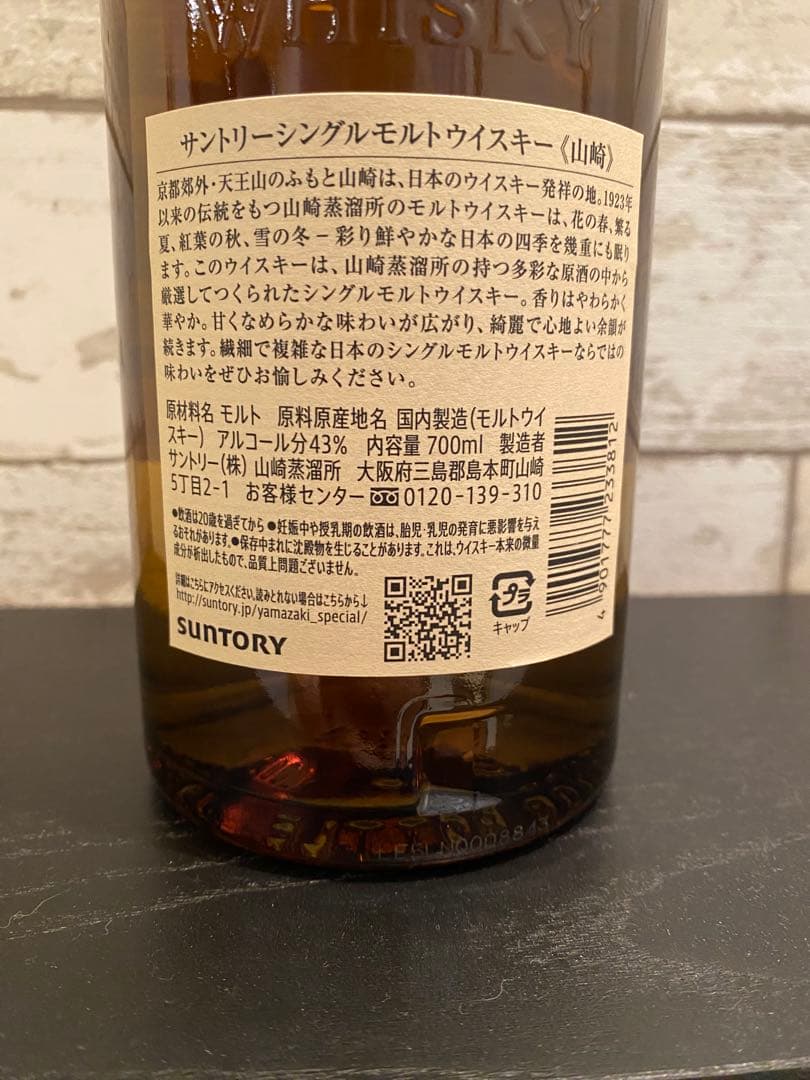 WHISKY
サントリーシングルモルトウイスキー《山崎》
京都郊外・天王山のふもと山崎は、日本のウイスキー発祥の地。1923年
以来の伝統をもつ山崎蒸溜所のモルトウイスキーは、花の春、繁る
夏、紅葉の秋、雪の冬−彩り鮮やかな日本の四季を幾重にも眠り
ます。このウイスキーは、山崎蒸溜所の持つ多彩な原酒の中から
厳選してつくられたシングルモルトウイスキー。香りはやわらかく
華やか。甘くなめらかな味わいが広がり、綺麗で心地よい余韻が
続きます。繊細で複雑な日本のシングルモルトウイスキーならではの
味わいをぜひお愉しみください。
原材料名 モルト 原料原産地名 国内製造(モルトウイ
スキー) アルコール分43% 内容量 700ml 製造者
サントリー(株) 山崎蒸溜所 大阪府三島郡島本町山崎
5丁目2-1 お客様センター 0120-139-310
●飲酒は20歳を過ぎてから ●妊娠中や授乳期の飲酒は、胎児・乳児の発育に悪影響を与え
るおそれがあります。●保存中まれに沈殿物を生じることがあります。これは、ウイスキー本来の微量
成分が析出したもので、品質上問題ございません。
詳細はこちらにアクセスください。読みとれない場合はこちらから↓
http://suntory.jp/yamazaki_special/
SUNTORY
プラ
キャップ
4 901777 233812